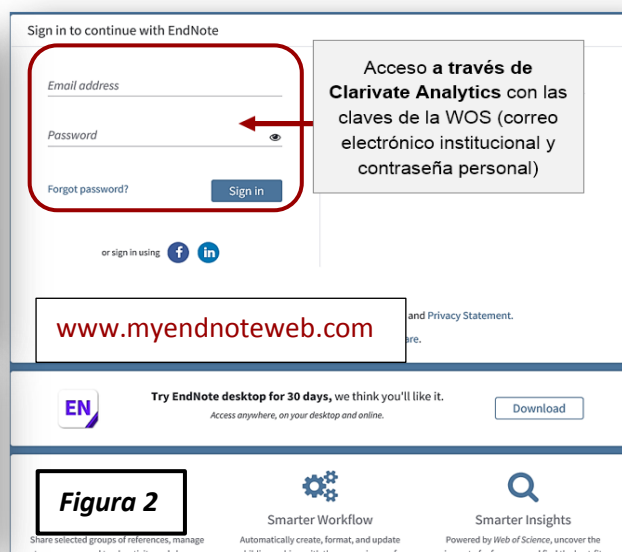 Sign in to continue with EndNote
Email address
Password
Forgot password?
Sign in
Acceso a través de
Clarivate Analytics con las
claves de la WOS (correo
electrónico institucional y
contraseña personal)
or sign in using
f
in
and Privacy Statement.
www.myendnoteweb.com
EN
Try EndNote desktop for 30 days, we think you'll like it.
Access anywhere, on your desktop and online.
Download
Figura 2
Smarter Workflow
Smarter Insights
Share selected groups of references, manage
Automatically create, format, and update
Powered by Web of Science, uncover the